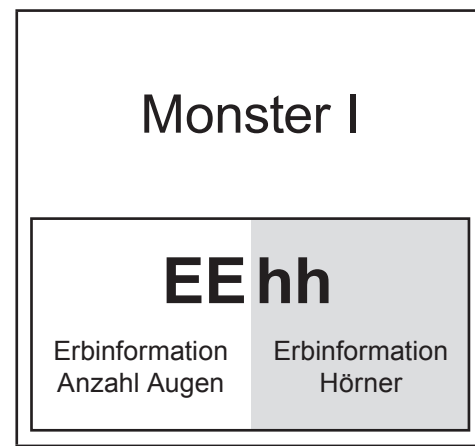 Monster I
EE hh
Erbinformation Anzahl Augen
Erbinformation Hörner